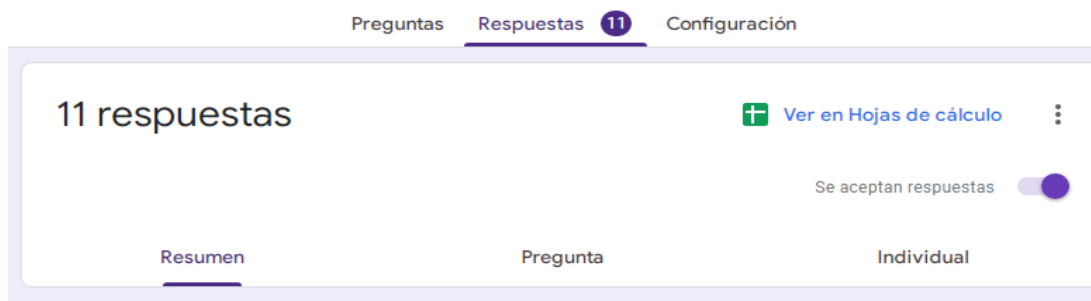 Preguntas Respuestas 11 Configuración
11 respuestas Ver en Hojas de cálculo
Se aceptan respuestas
Resumen Pregunta Individual